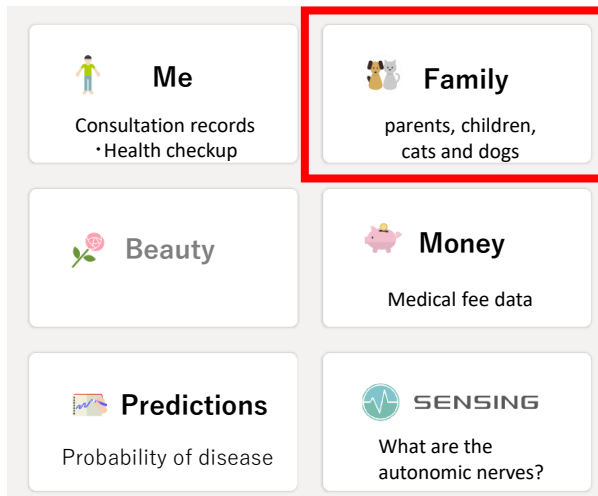 Me
Consultation records
・Health checkup
Family
parents, children,
cats and dogs
Beauty
Money
Medical fee data
Predictions
Probability of disease
SENSING
What are the
autonomic nerves?